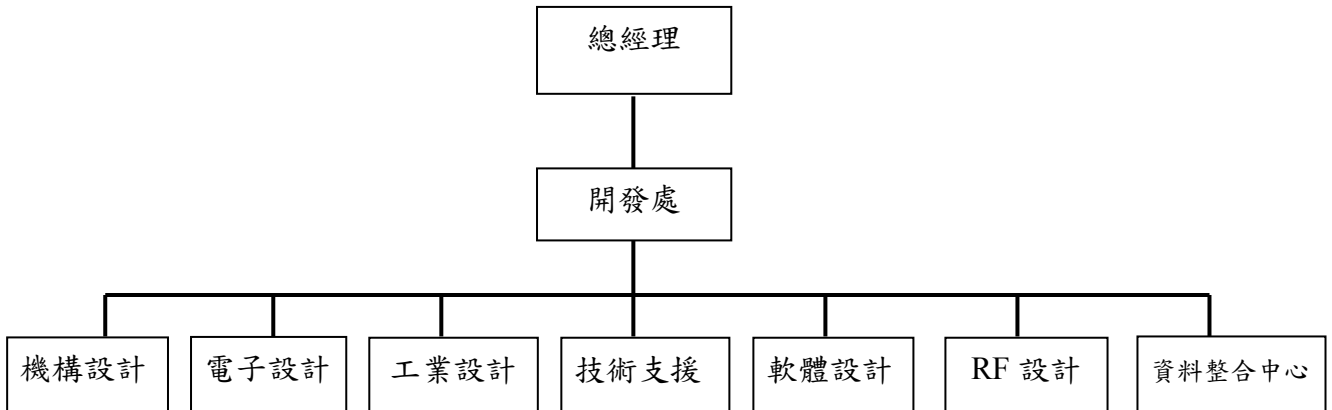 總經理
開發處
機構設計
電子設計
工業設計
技術支援
軟體設計
RF 設計
資料整合中心